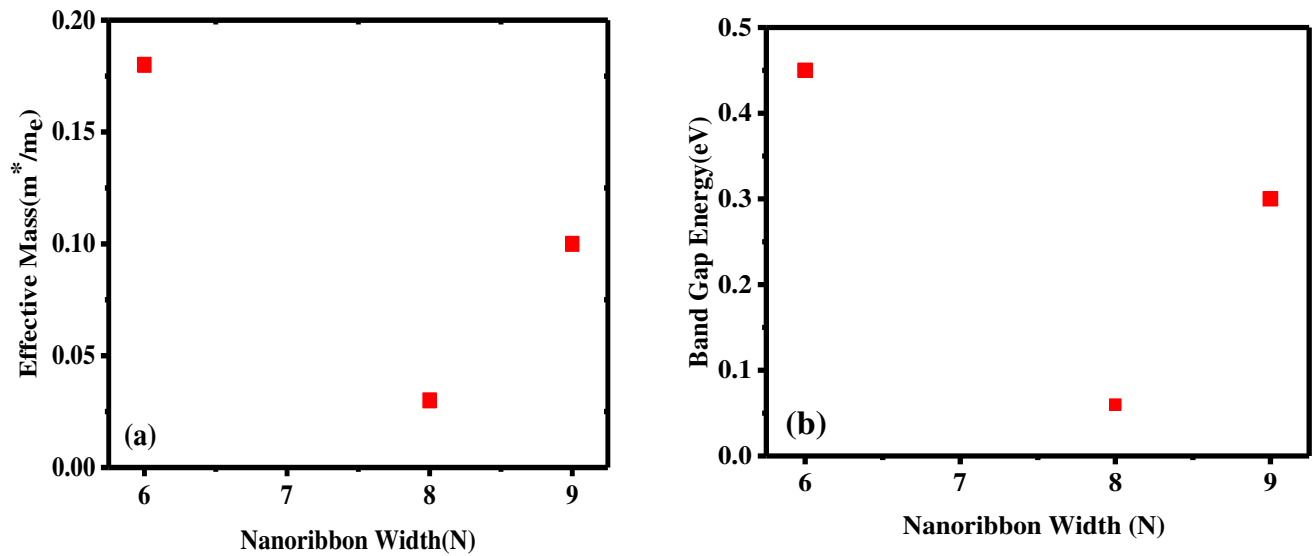 0.20
0.15
0.10
0.05
0.00
Effective Mass(m*/me)
(a)
6 7 8 9
Nanoribbon Width(N)
0.5
0.4
0.3
0.2
0.1
0.0
Band Gap Energy(eV)
(b)
6 7 8 9
Nanoribbon Width (N)